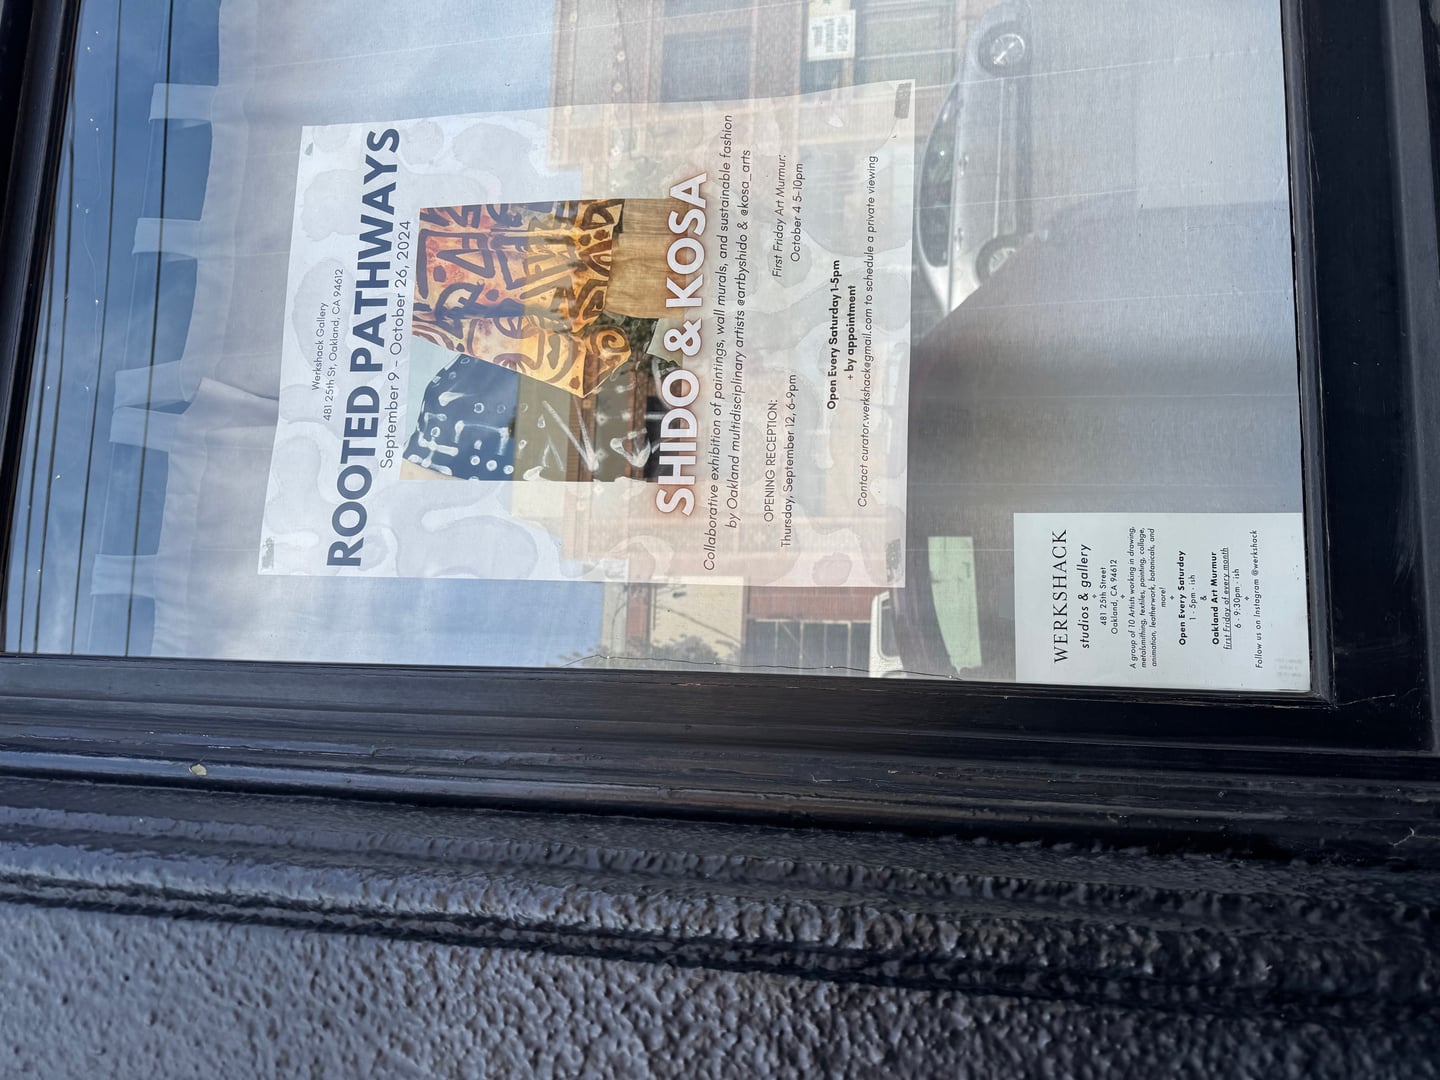 Werkshack Gallery
481 25th St, Oakland, CA 94612
ROOTED PATHWAYS
September 9 - October 26, 2024
SHIDO & KOSA
Collaborative exhibition of paintings, wall murals, and sustainable fashion
by Oakland multidisciplinary artists @artbyshido & @kosa_arts
OPENING RECEPTION:
Thursday, September 12, 6-9pm
First Friday Art Murmur:
October 4 5-10pm
Open Every Saturday 1-5pm
+ by appointment
Contact curator.werkshack@gmail.com to schedule a private viewing
WERKSHACK
studios & gallery
+
481 25th Street
Oakland, CA 94612
+
A group of 10 Artists working in drawing,
metalsmithing, textiles, painting, collage,
animation, leatherwork, botanicals, and
more!
+
Open Every Saturday
1 - 5pm - ish
&
Oakland Art Murmur
first Friday of every month
6 - 9:30pm - ish
+
Follow us on Instagram @werkshack